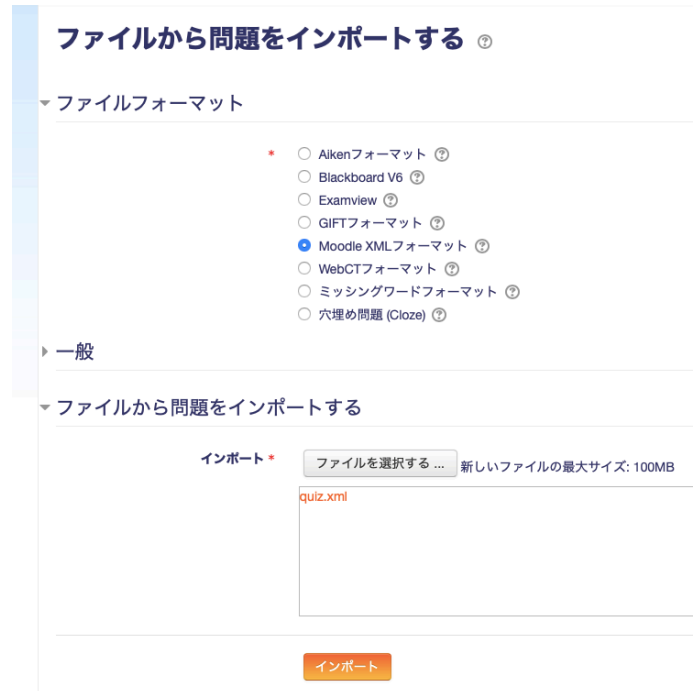 ファイルから問題をインポートする
ファイルフォーマット
* Aikenフォーマット
Blackboard V6
Examview
GIFTフォーマット
Moodle XMLフォーマット
WebCTフォーマット
ミッシングワードフォーマット
穴埋め問題 (Cloze)
一般
ファイルから問題をインポートする
インポート * ファイルを選択する ... 新しいファイルの最大サイズ: 100MB
quiz.xml
インポート